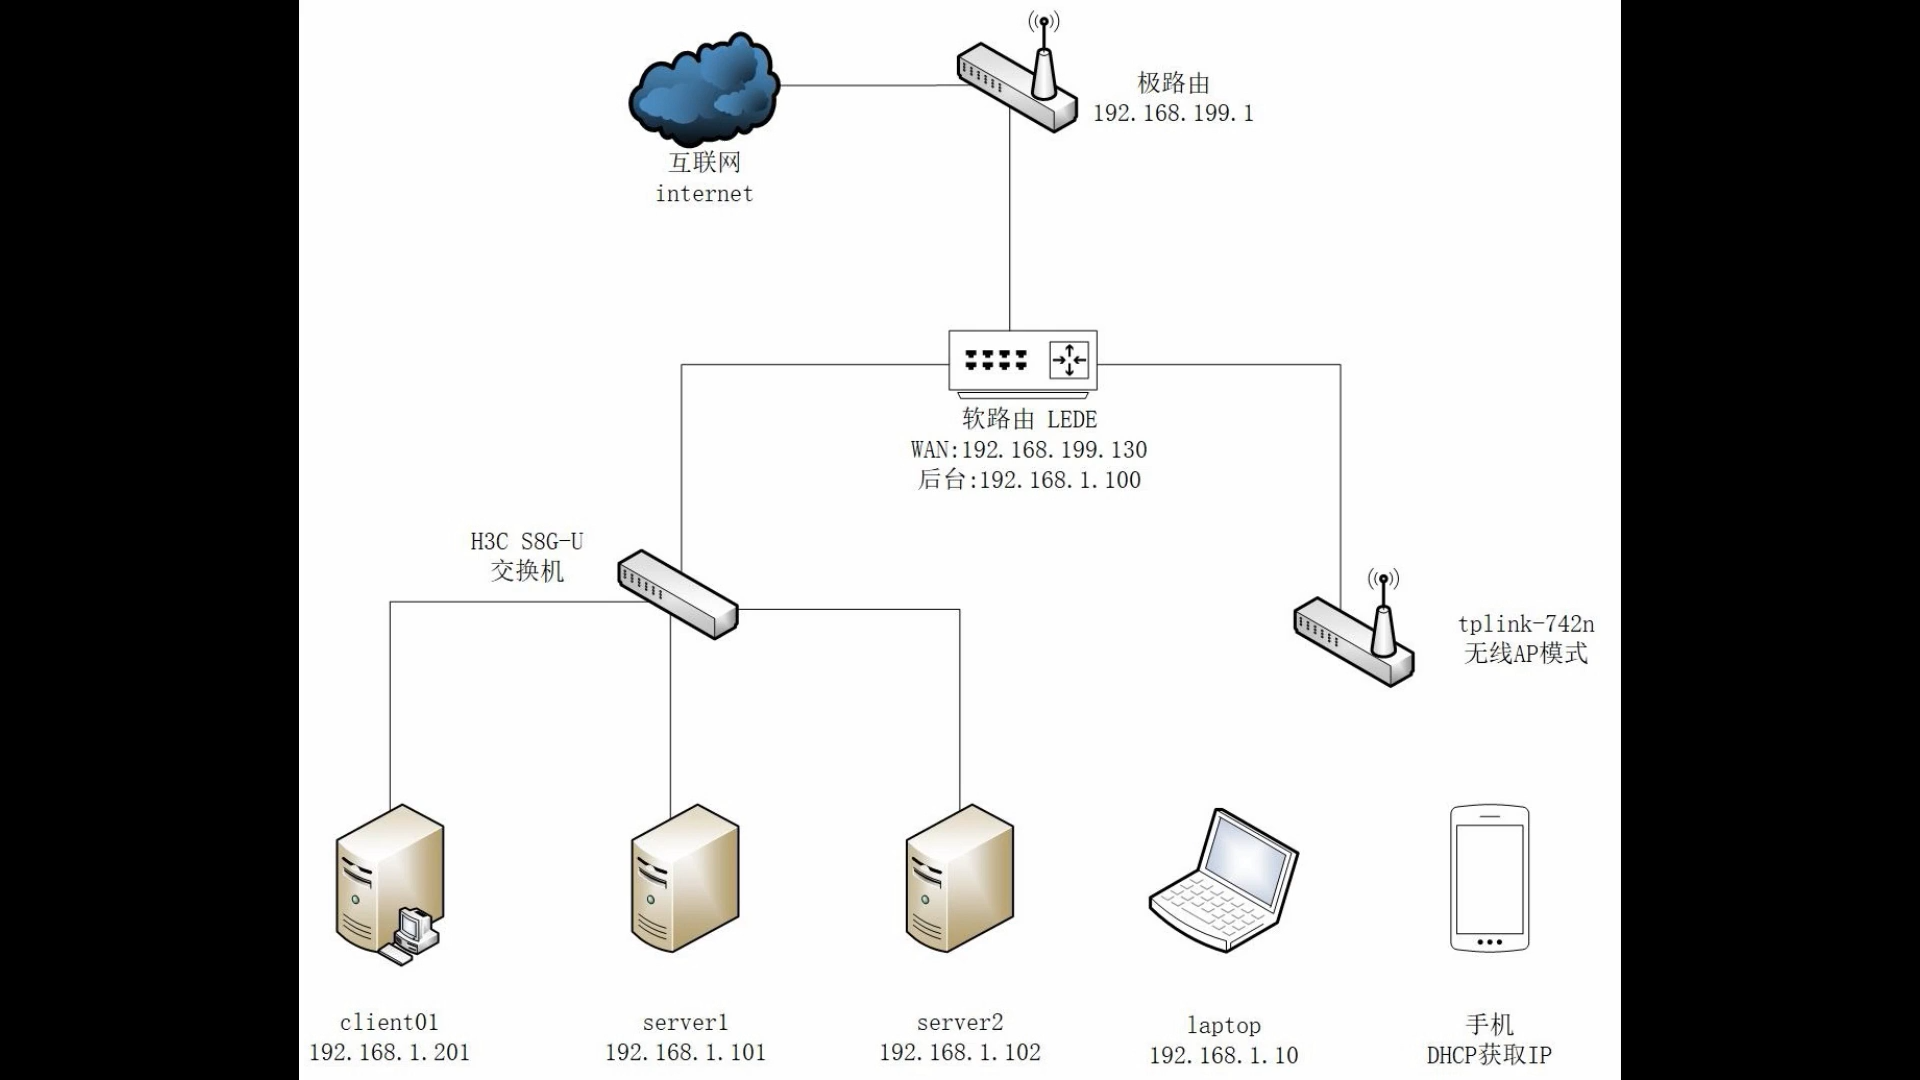 极路由
192.168.199.1
互联网
internet
软路由 LEDE
WAN:192.168.199.130
后台:192.168.1.100
H3C S8G-U
交换机
tplink-742n
无线AP模式
client01
192.168.1.201
server1
192.168.1.101
server2
192.168.1.102
laptop
192.168.1.10
手机
DHCP获取IP